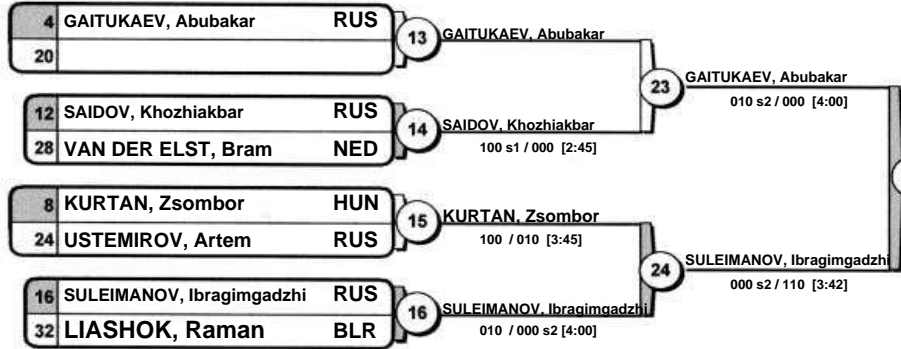 4 GAITUKAEV, Abubakar RUS
20
13
GAITUKAEV, Abubakar
12 SAIDOV, Khozhiakbar RUS
28 VAN DER ELST, Bram NED
14
SAIDOV, Khozhiakbar
100 s1 / 000 [2:45]
23
GAITUKAEV, Abubakar
010 s2 / 000 [4:00]
8 KURTAN, Zsombor HUN
24 USTEMIROV, Artem RUS
15
KURTAN, Zsombor
100 / 010 [3:45]
16 SULEIMANOV, Ibragimgadzhi RUS
32 LIASHOK, Raman BLR
16
SULEIMANOV, Ibragimgadzhi
010 / 000 s2 [4:00]
24
SULEIMANOV, Ibragimgadzhi
000 s2 / 110 [3:42]